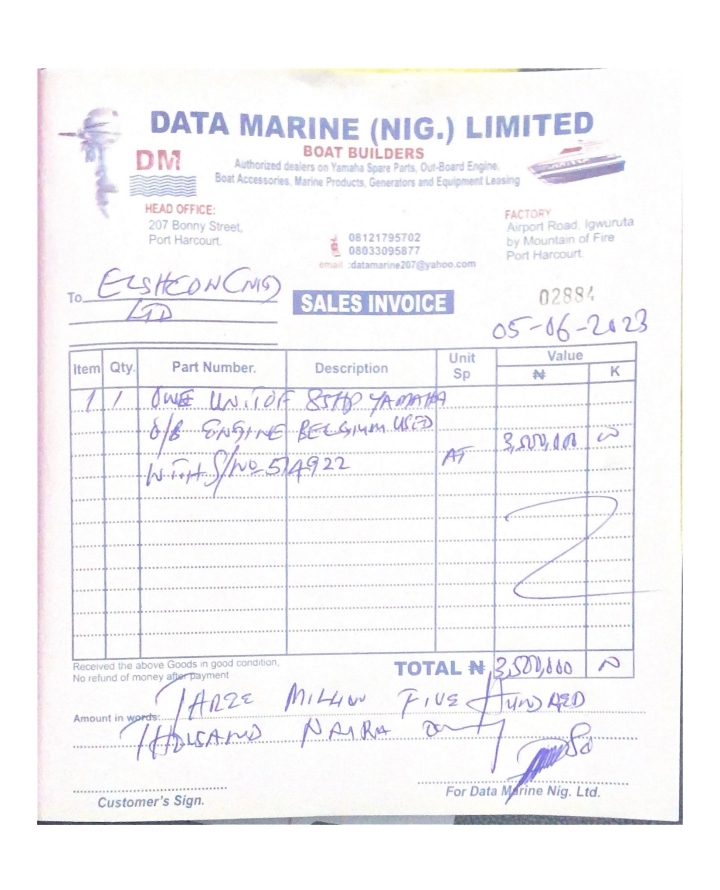 DATA MARINE (NIG.) LIMITED
DM
BOAT BUILDERS
Authorized dealers on Yamaha Spare Parts, Out-Board Engine,
Boat Accessories, Marine Products, Generators and Equipment Leasing
HEAD OFFICE:
207 Bonny Street,
Port Harcourt.
08121795702
08033095877
email :datamarine207@yahoo.com
FACTORY
Airport Road, Igwuruta
by Mountain of Fire
Port Harcourt.
To ELSHCON (NIG)
LTD
SALES INVOICE
02884
05-06-2023
Item Qty. Part Number. Description Unit Sp Value
₦ K
1 1 ONE UNIT OF 85HP YAMAHA
O/B ENGINE BELGIUM USED
WITH S/NO 514922 AT 3,500,000
Received the above Goods in good condition,
No refund of money after payment
TOTAL ₦ 3,500,000
Amount in words: THREE MILLION FIVE HUNDRED
THOUSAND NAIRA ONLY
Customer's Sign.
For Data Marine Nig. Ltd.